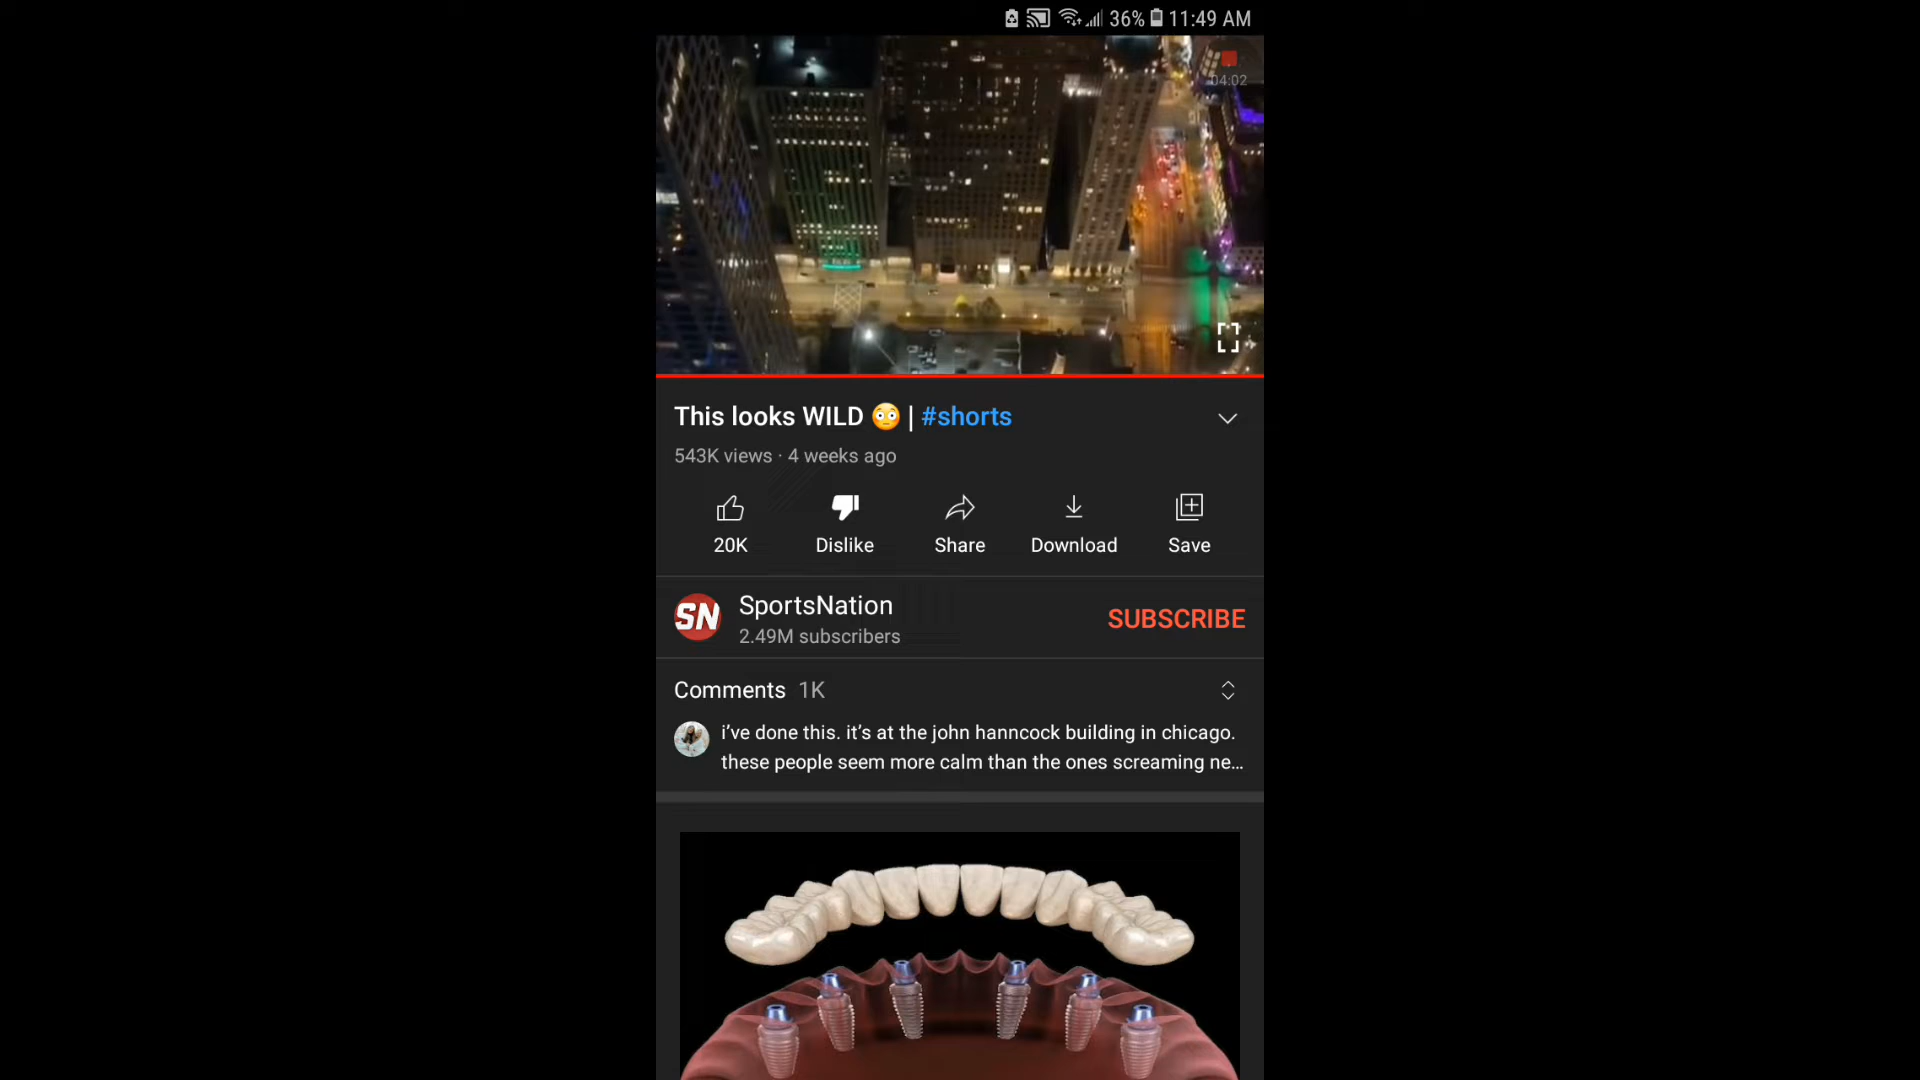 36% 11:49 AM
04:02
This looks WILD 😳 | #shorts
543K views · 4 weeks ago
20K Dislike Share Download Save
SN SportsNation
2.49M subscribers
SUBSCRIBE
Comments 1K
i’ve done this. it’s at the john hanncock building in chicago.
these people seem more calm than the ones screaming ne…